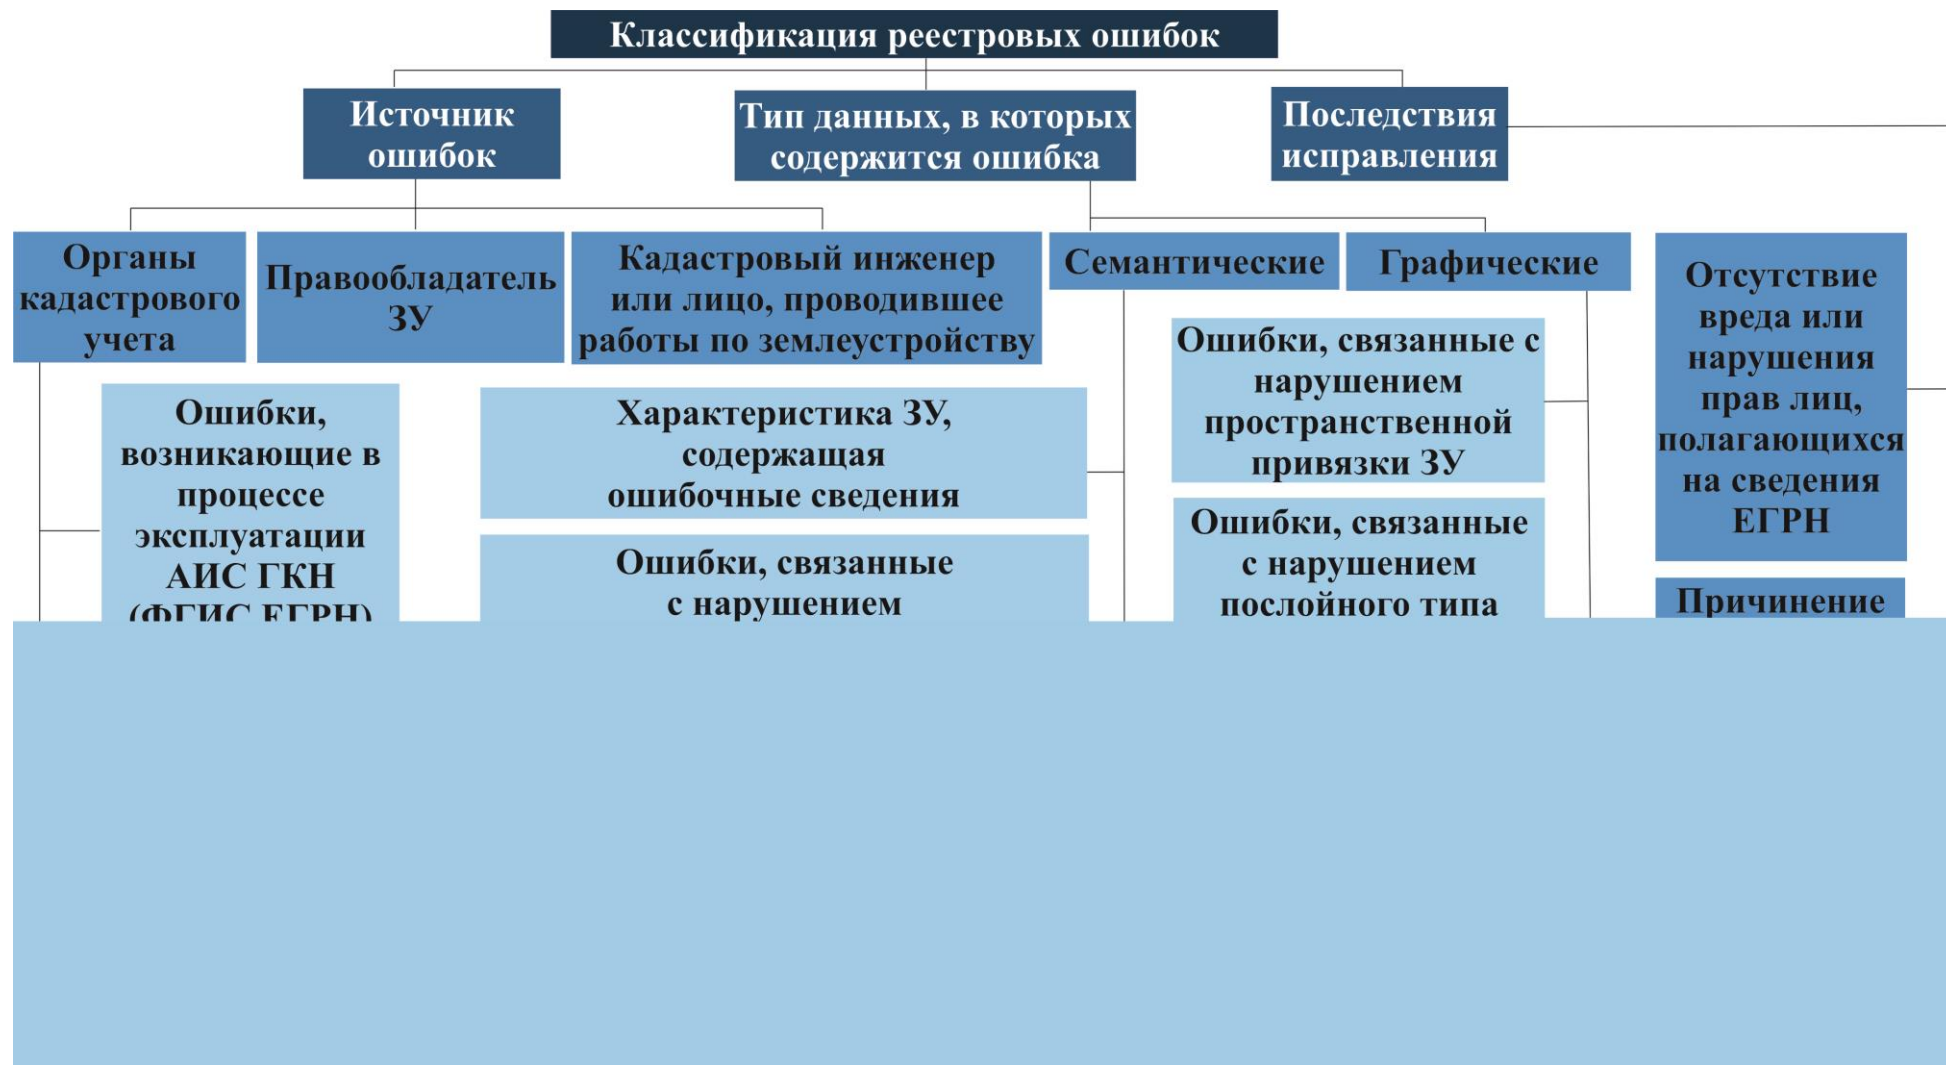 Классификация реестровых ошибок
Источник
ошибок
Тип данных, в которых
содержится ошибка
Последствия
исправления
Органы
кадастрового
учета
Правообладатель
ЗУ
Кадастровый инженер
или лицо, проводившее
работы по землеустройству
Семантические
Графические
Отсутствие
вреда или
нарушения
прав лиц,
полагающихся
на сведения
ЕГРН
Ошибки,
возникающие в
процессе
эксплуатации
АИС ГКН
(ФГИС ЕГРН)
Характеристика ЗУ,
содержащая
ошибочные сведения
Ошибки, связанные
с нарушением
Ошибки, связанные с
нарушением
пространственной
привязки ЗУ
Ошибки, связанные
с нарушением
послойного типа
Причинение